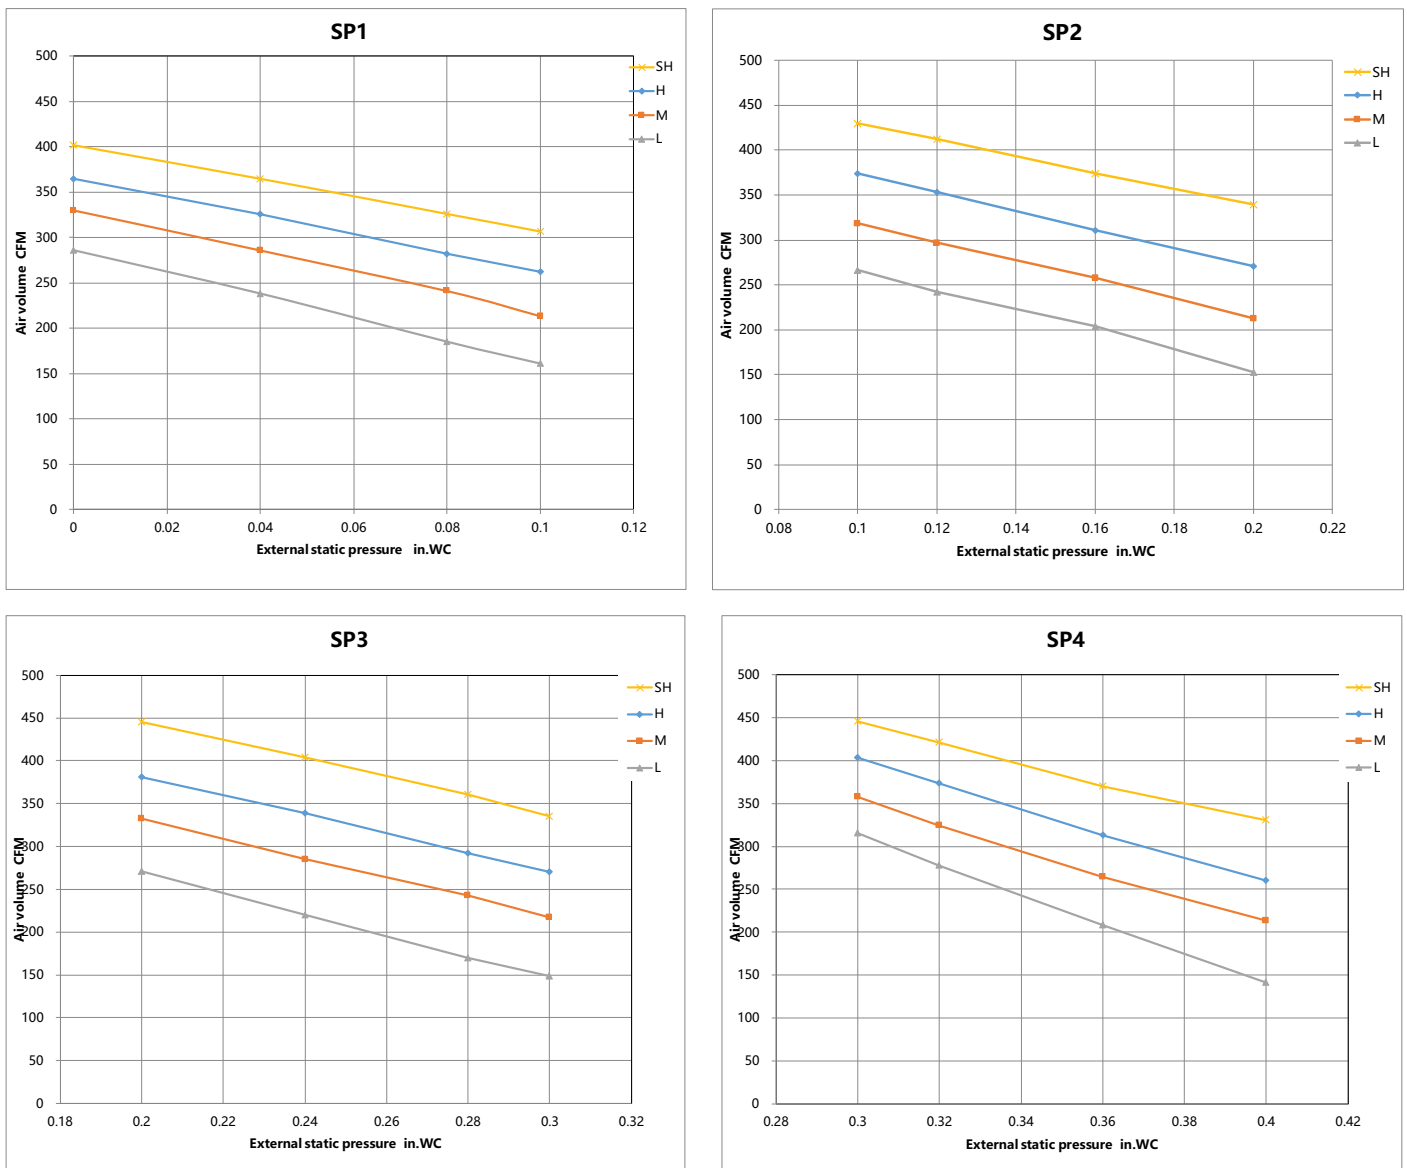 SP1
500
450
400
350
300
250
200
150
100
50
0
Air volume CFM
0 0.02 0.04 0.06 0.08 0.1 0.12
External static pressure in.WC
SH
H
M
L
SP2
500
450
400
350
300
250
200
150
100
50
0
Air volume CFM
0.08 0.1 0.12 0.14 0.16 0.18 0.2 0.22
External static pressure in.WC
SH
H
M
L
SP3
500
450
400
350
300
250
200
150
100
50
0
Air volume CFM
0.18 0.2 0.22 0.24 0.26 0.28 0.3 0.32
External static pressure in.WC
SH
H
M
L
SP4
500
450
400
350
300
250
200
150
100
50
0
Air volume CFM
0.28 0.3 0.32 0.34 0.36 0.38 0.4 0.42
External static pressure in.WC
SH
H
M
L